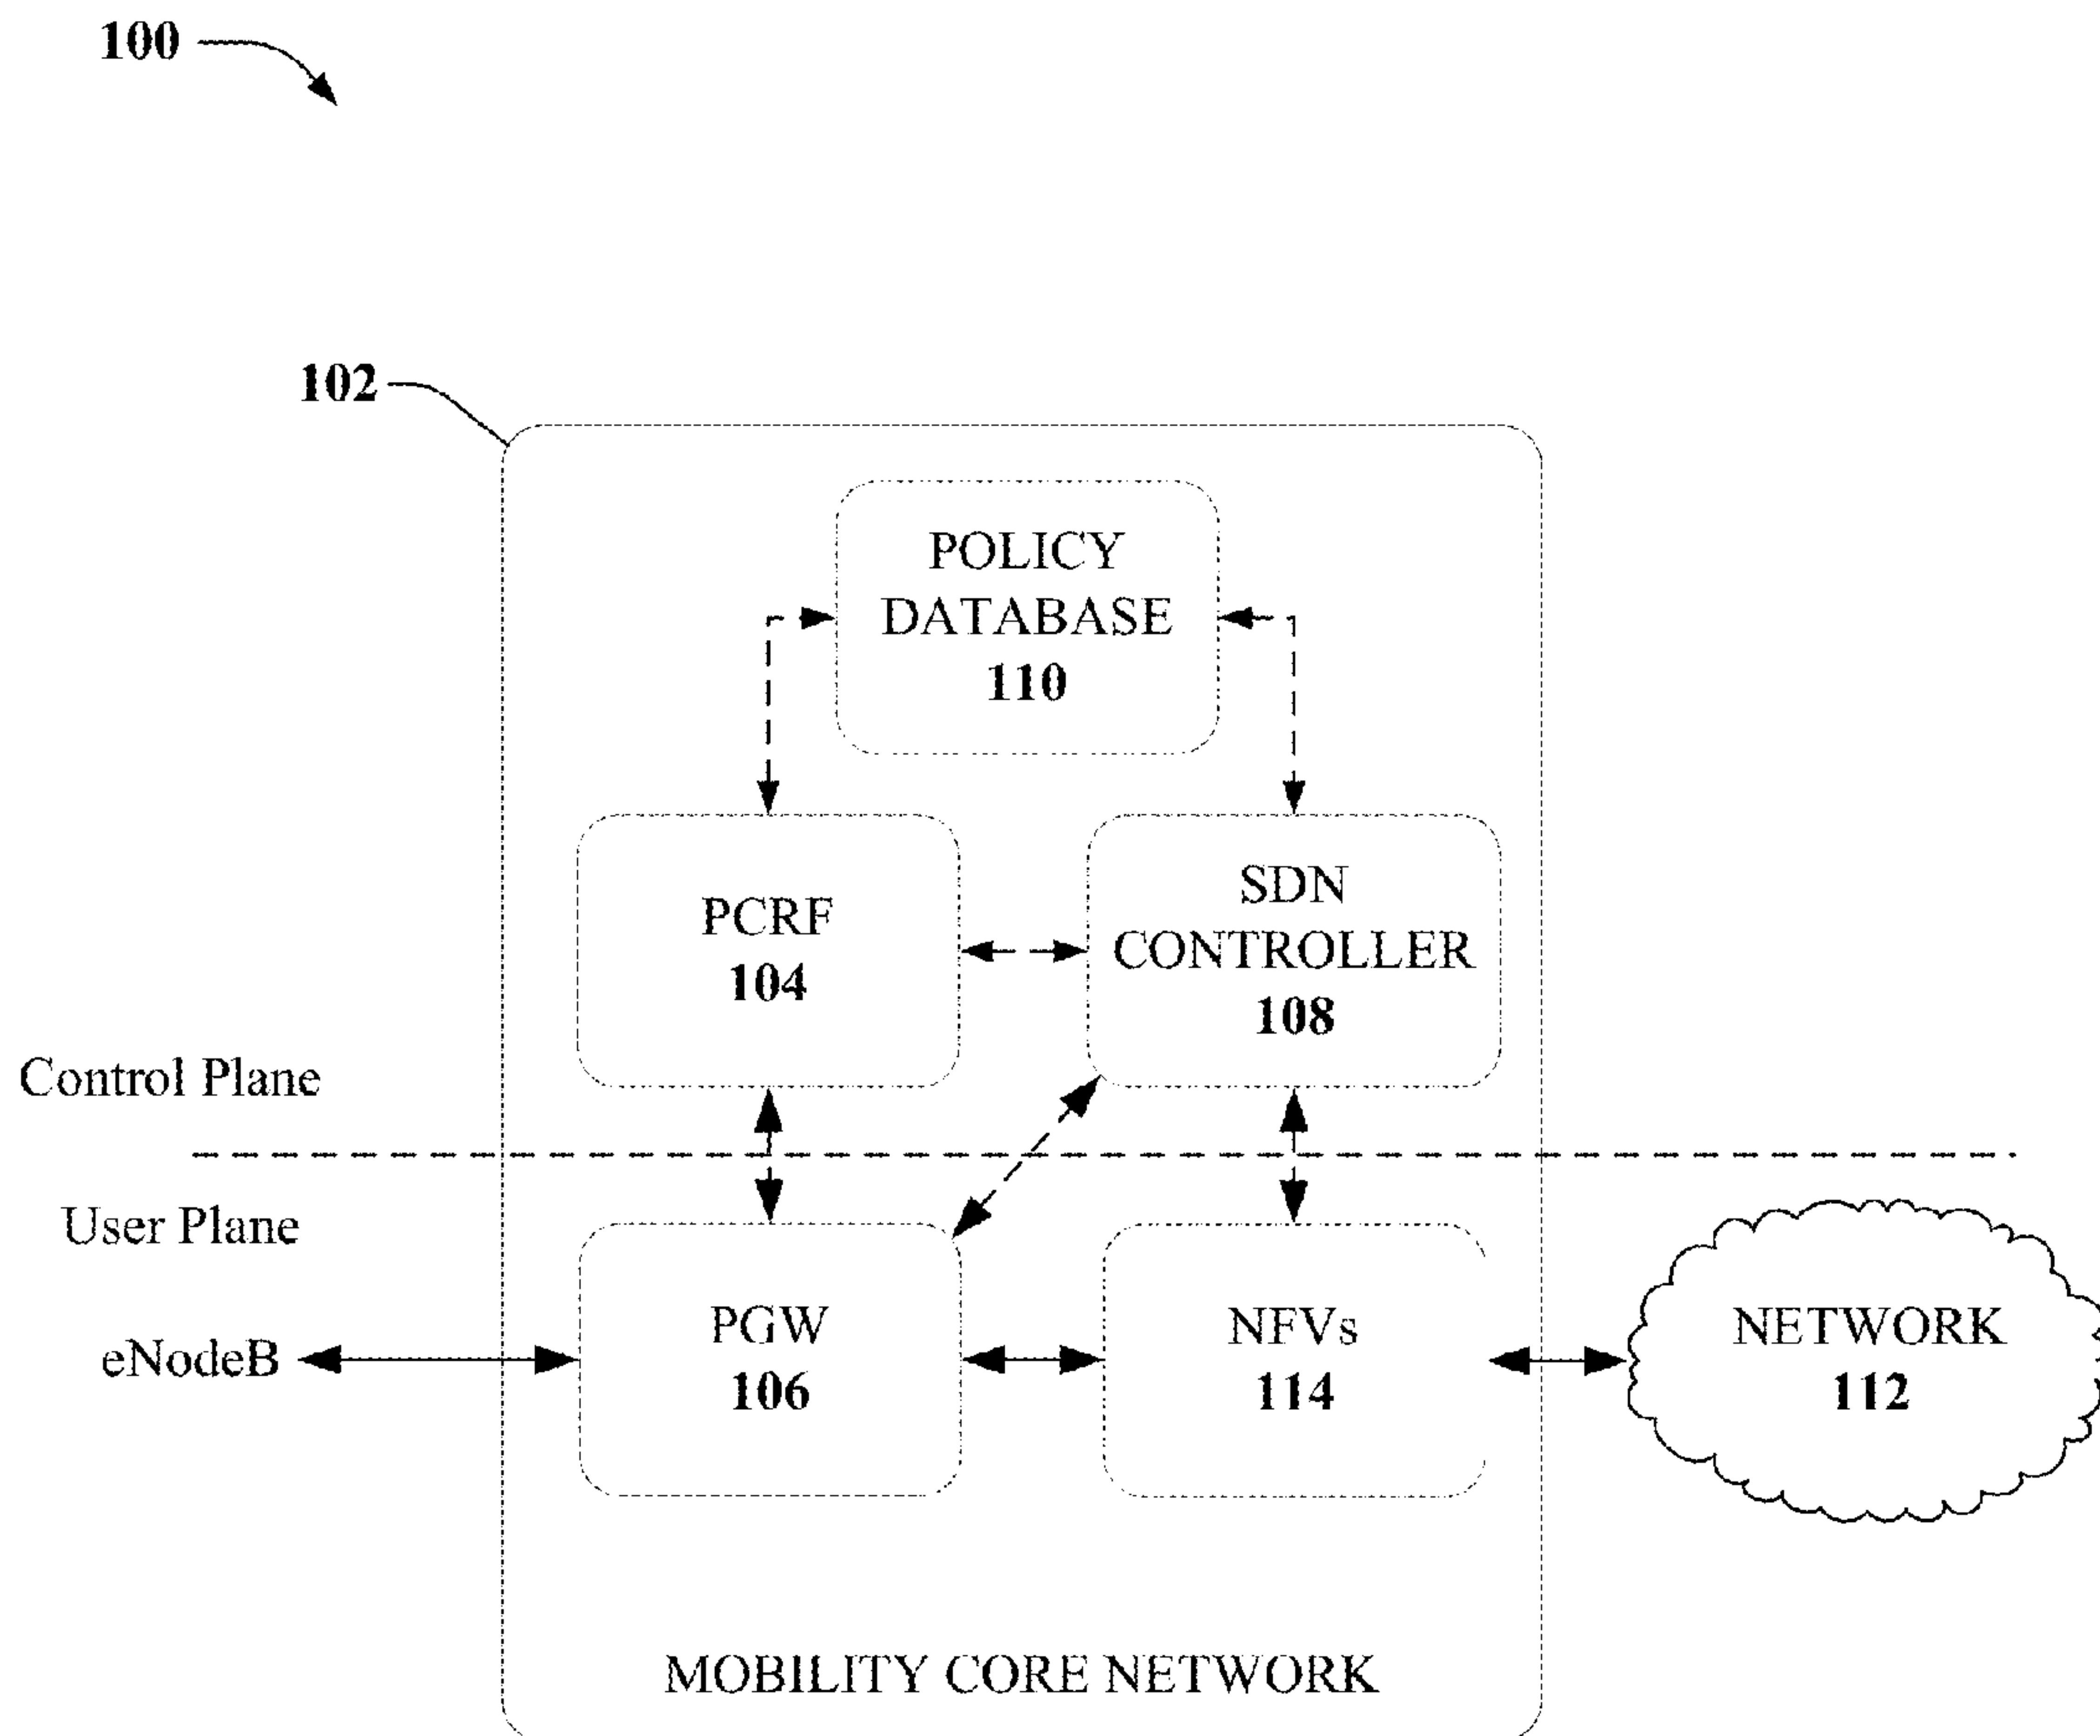 100
102
POLICY
DATABASE
110
PCRF
104
SDN
CONTROLLER
108
Control Plane
User Plane
eNodeB
PGW
106
NFVs
114
NETWORK
112
MOBILITY CORE NETWORK